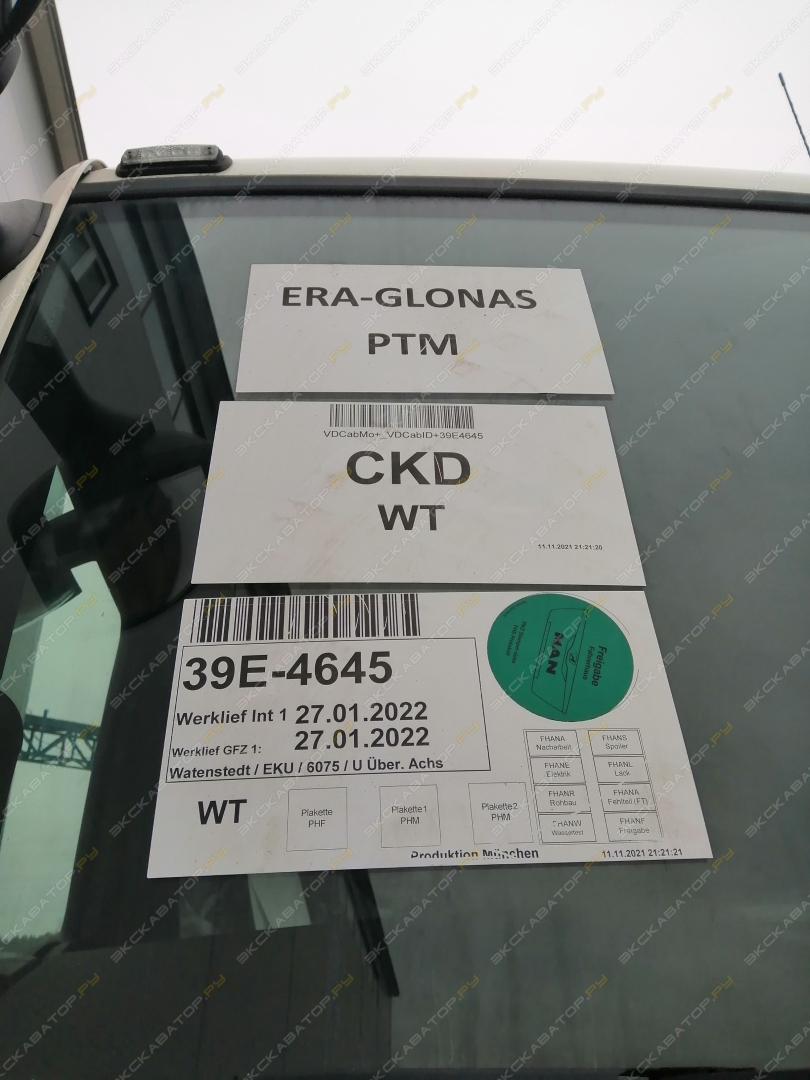 ERA-GLONAS
PTM
VDCabMo+_VDCabID+39E4645
CKD
WT
11.11.2021 21:21:20
39E-4645
Werklief Int 1 27.01.2022
Werklief GFZ 1: 27.01.2022
Watenstedt / EKU / 6075 / U Über. Achs
WT
Plakette
PHF
Plakette1
PHM
Plakette2
PHM
Freigabe
Fahrerhaus
MAN
FHANA
Nacharbeit
FHANS
Spoiler
FHANE
Elektrik
FHANL
Lack
FHANR
Rohbau
FHANA
Fehlteil (FT)
FHANW
Wassertest
FHANF
Freigabe
Produktion München
11.11.2021 21:21:21
ЭКСКАВАТОР.РУ